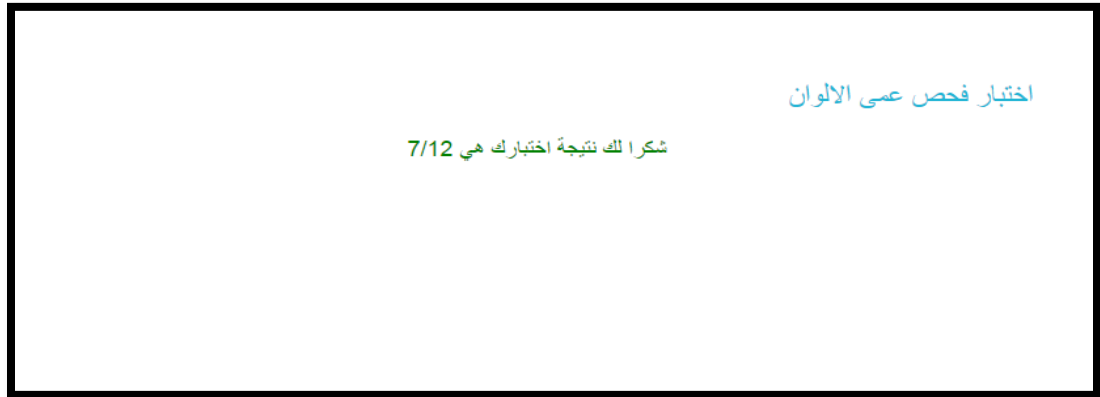 اختبار فحص عمى الالوان
شكرا لك نتيجة اختبارك هي 7/12